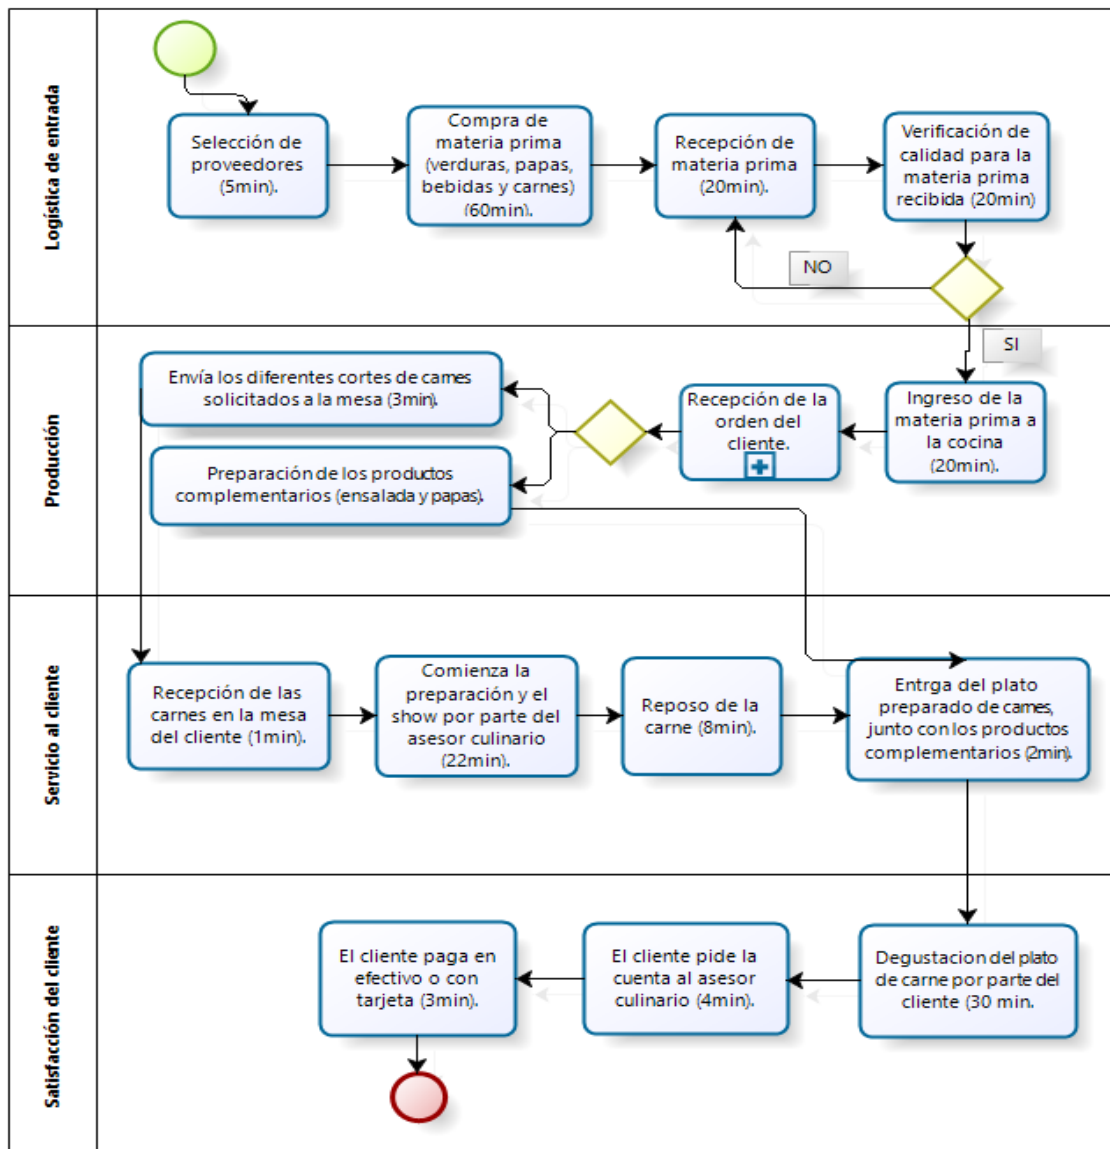 Logística de entrada
Selección de
proveedores
(5min).
Compra de
materia prima
(verduras, papas,
bebidas y carnes)
(60min).
Recepción de
materia prima
(20min).
Verificación de
calidad para la
materia prima
recibida (20min)
NO
SI
Producción
Envía los diferentes cortes de carnes
solicitados a la mesa (3min).
Preparación de los productos
complementarios (ensalada y papas).
Recepción de la
orden del
cliente.
Ingreso de la
materia prima a
la cocina
(20min).
Servicio al cliente
Recepción de las
carnes en la mesa
del cliente (1min).
Comienza la
preparación y el
show por parte del
asesor culinario
(22min).
Reposo de la
carne (8min).
Entrga del plato
preparado de carnes,
junto con los productos
complementarios (2min).
Satisfacción del cliente
El cliente paga en
efectivo o con
tarjeta (3min).
El cliente pide la
cuenta al asesor
culinario (4min).
Degustacion del plato
de carne por parte del
cliente (30 min.